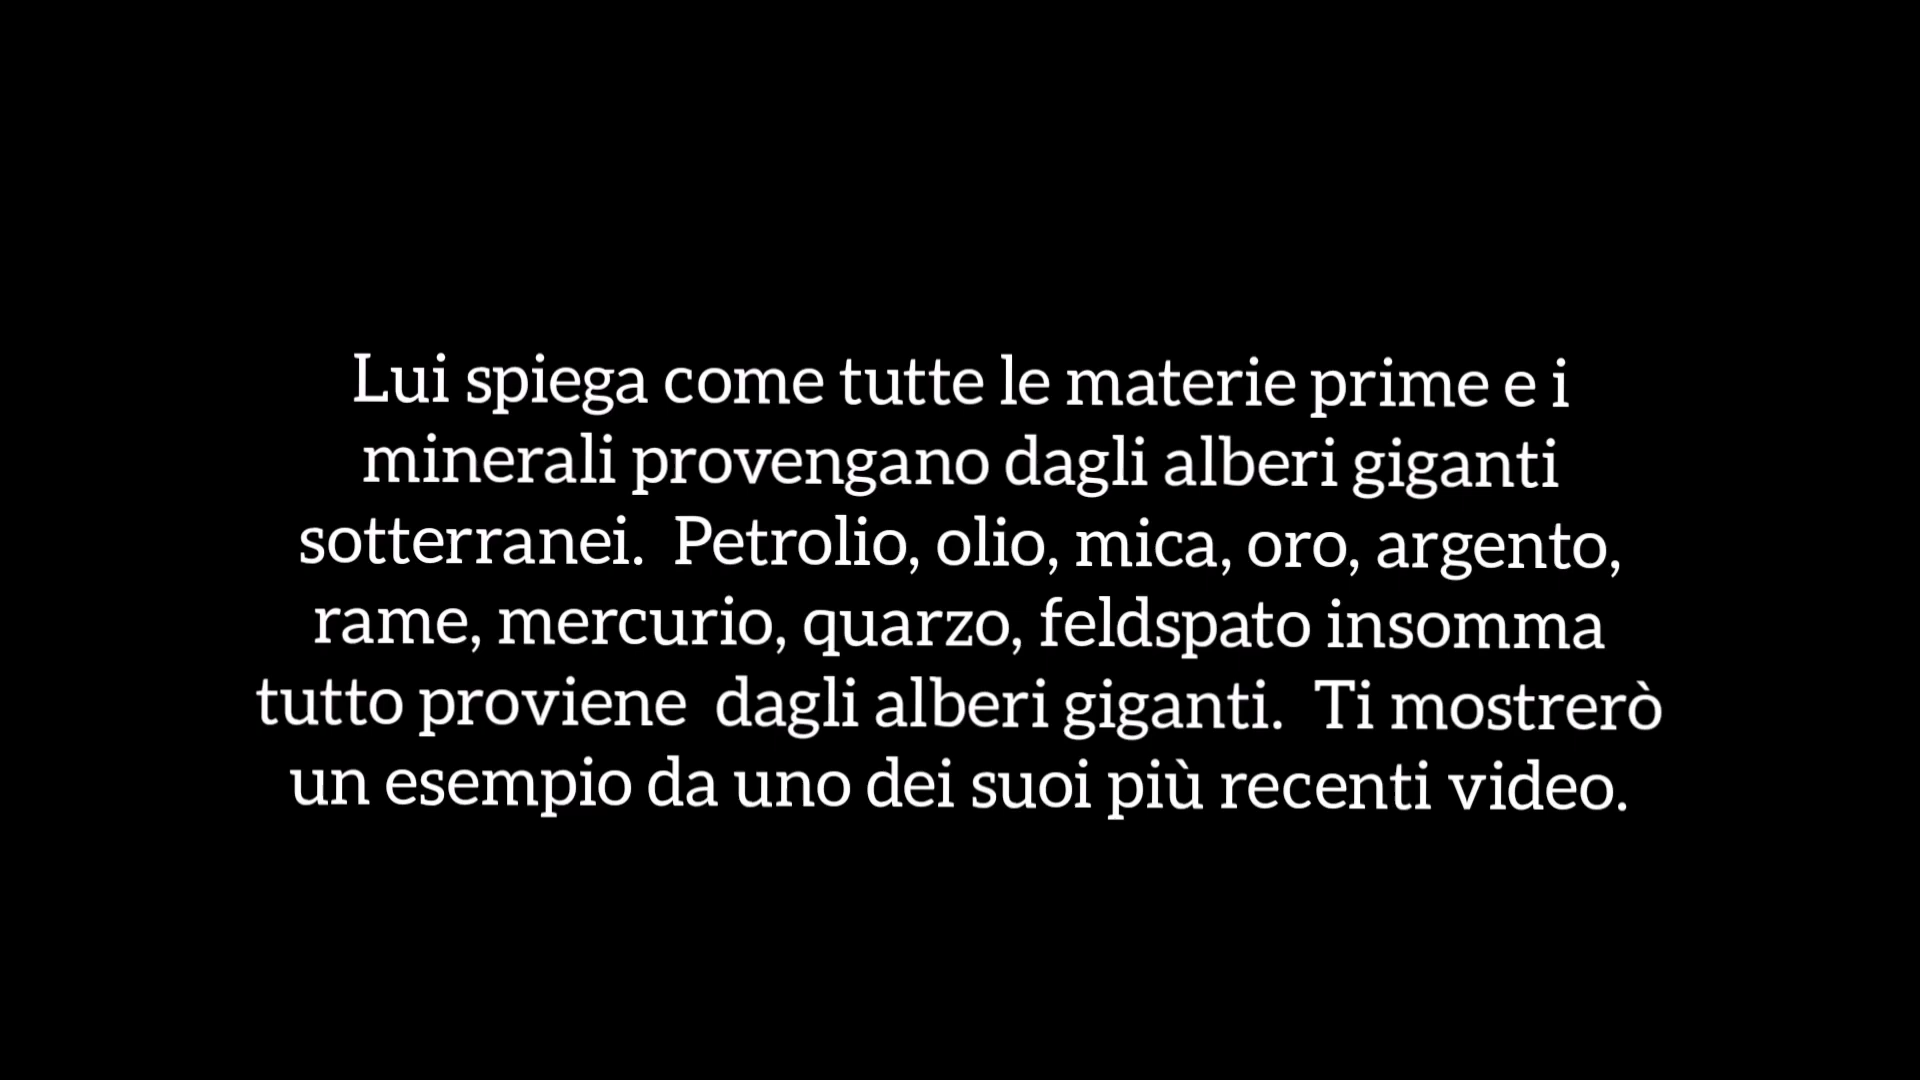 Lui spiega come tutte le materie prime e i
minerali provengano dagli alberi giganti
sotterranei.  Petrolio, olio, mica, oro, argento,
rame, mercurio, quarzo, feldspato insomma
tutto proviene  dagli alberi giganti.  Ti mostrerò
un esempio da uno dei suoi più recenti video.